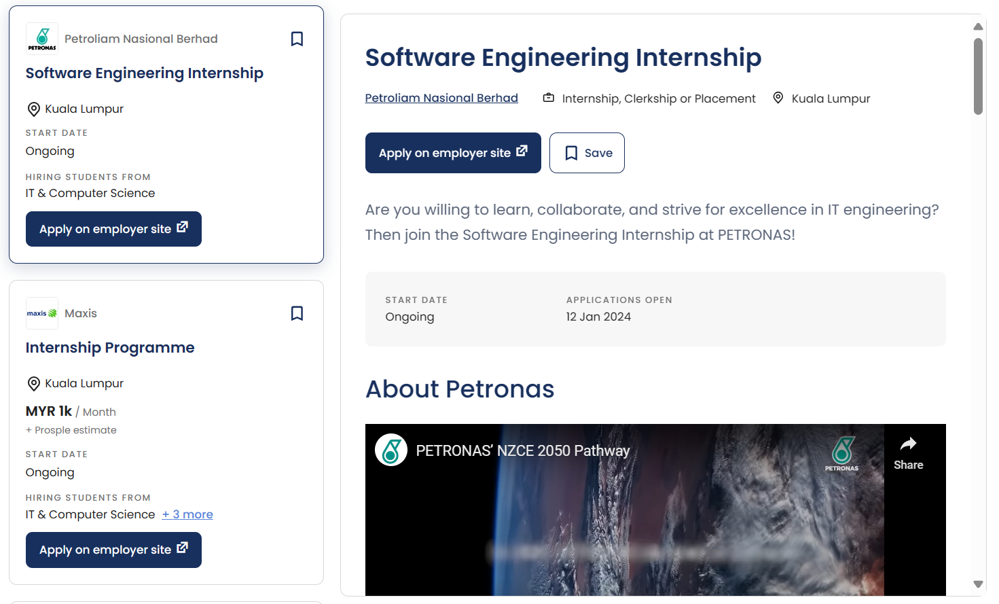 PETRONAS
Petroliam Nasional Berhad
Software Engineering Internship
Kuala Lumpur
START DATE
Ongoing
HIRING STUDENTS FROM
IT & Computer Science
Apply on employer site
maxis
Maxis
Internship Programme
Kuala Lumpur
MYR 1k / Month
+ Prosple estimate
START DATE
Ongoing
HIRING STUDENTS FROM
IT & Computer Science + 3 more
Apply on employer site
Software Engineering Internship
Petroliam Nasional Berhad Internship, Clerkship or Placement Kuala Lumpur
Apply on employer site Save
Are you willing to learn, collaborate, and strive for excellence in IT engineering?
Then join the Software Engineering Internship at PETRONAS!
START DATE APPLICATIONS OPEN
Ongoing 12 Jan 2024
About Petronas
PETRONAS' NZCE 2050 Pathway
PETRONAS
Share